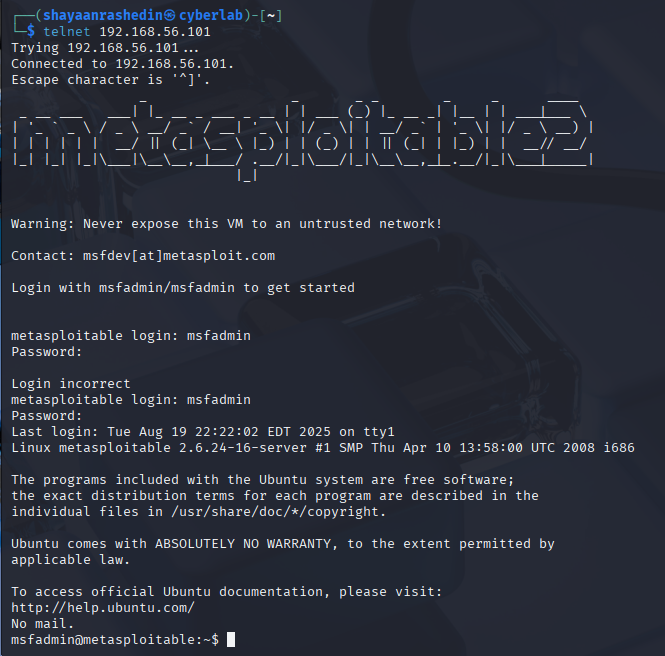 ┌──(shayaanrashedin㉿cyberlab)-[~]
└─$ telnet 192.168.56.101
Trying 192.168.56.101...
Connected to 192.168.56.101.
Escape character is '^]'.
metasploitable2
Warning: Never expose this VM to an untrusted network!
Contact: msfdev[at]metasploit.com
Login with msfadmin/msfadmin to get started
metasploitable login: msfadmin
Password:
Login incorrect
metasploitable login: msfadmin
Password:
Last login: Tue Aug 19 22:22:02 EDT 2025 on tty1
Linux metasploitable 2.6.24-16-server #1 SMP Thu Apr 10 13:58:00 UTC 2008 i686
The programs included with the Ubuntu system are free software;
the exact distribution terms for each program are described in the
individual files in /usr/share/doc/*/copyright.
Ubuntu comes with ABSOLUTELY NO WARRANTY, to the extent permitted by
applicable law.
To access official Ubuntu documentation, please visit:
http://help.ubuntu.com/
No mail.
msfadmin@metasploitable:~$